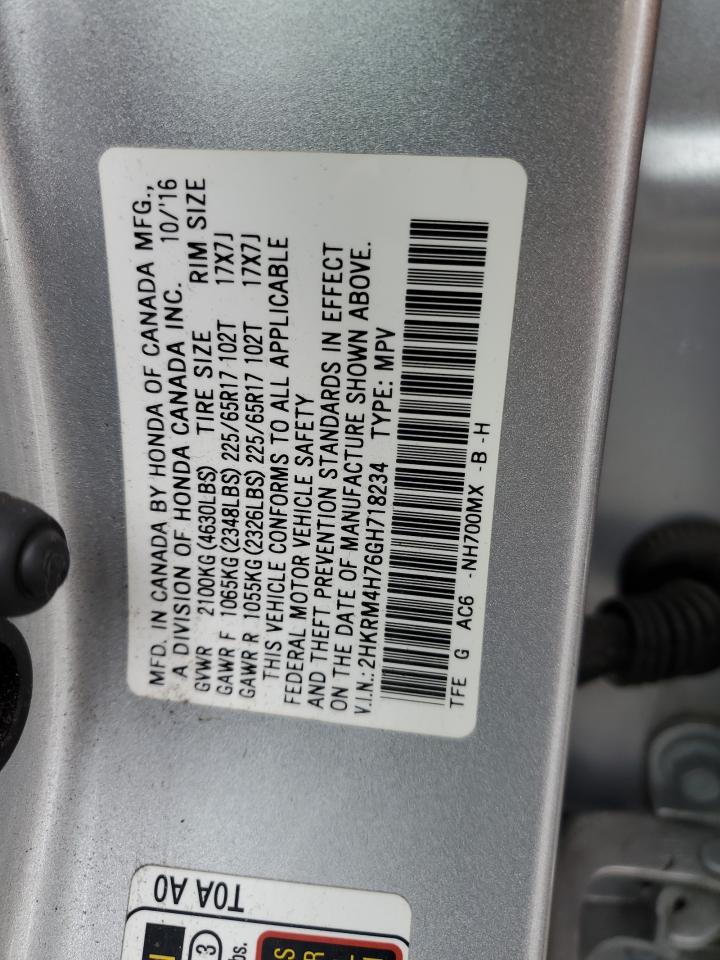 MFD. IN CANADA BY HONDA OF CANADA MFG.,
A DIVISION OF HONDA CANADA INC. 10/'16
GVWR 2100KG (4630LBS) TIRE SIZE RIM SIZE
GAWR F 1065KG (2348LBS) 225/65R17 102T 17X7J
GAWR R 1055KG (2326LBS) 225/65R17 102T 17X7J
THIS VEHICLE CONFORMS TO ALL APPLICABLE
FEDERAL MOTOR VEHICLE SAFETY
AND THEFT PREVENTION STANDARDS IN EFFECT
ON THE DATE OF MANUFACTURE SHOWN ABOVE.
V.I.N.: 2HKRM4H76GH718234 TYPE: MPV
TFE G AC6 -NH700MX -B -H
T0A A0
3
bs.